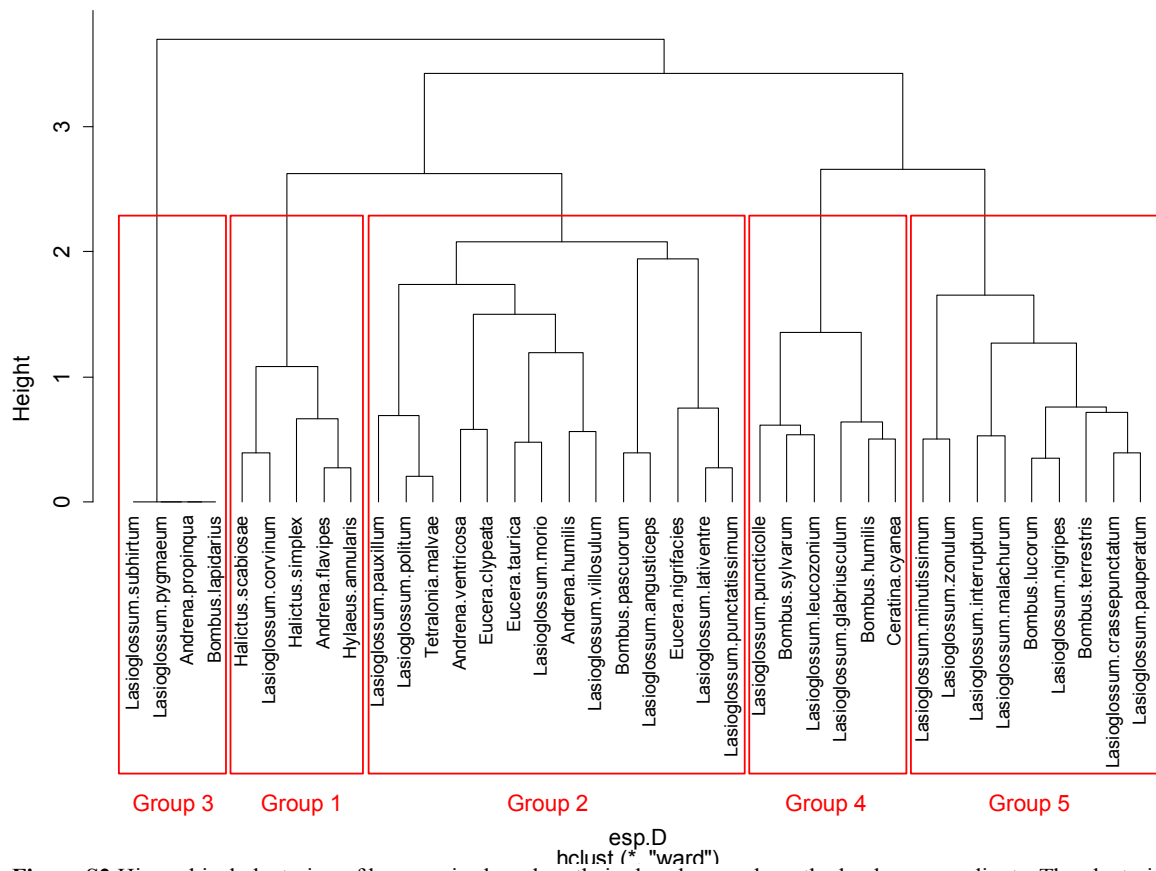 3
2
1
0
Height
Lasioglossum.subhirtum
Lasioglossum.pygmaeum
Andrena.propinqua
Bombus.lapidarius
Halictus.scabiosae
Lasioglossum.corvinum
Halictus.simplex
Andrena.flavipes
Hylaeus.annularis
Lasioglossum.pauxillum
Lasioglossum.politum
Tetralonia.malvae
Andrena.ventricosa
Eucera.clypeata
Eucera.taurica
Lasioglossum.morio
Andrena.humilis
Lasioglossum.villosulum
Bombus.pascuorum
Lasioglossum.angusticeps
Eucera.nigrifacies
Lasioglossum.lativentre
Lasioglossum.punctatissimum
Lasioglossum.puncticolle
Bombus.sylvarum
Lasioglossum.leucozonium
Lasioglossum.glabriusculum
Bombus.humilis
Ceratina.cyanea
Lasioglossum.minutissimum
Lasioglossum.zonulum
Lasioglossum.interruptum
Lasioglossum.malachurum
Bombus.lucorum
Lasioglossum.nigripes
Bombus.terrestris
Lasioglossum.crassepunctatum
Lasioglossum.pauperatum
Group 3 Group 1 Group 2 Group 4 Group 5
esp.D
hclust (*, "ward")